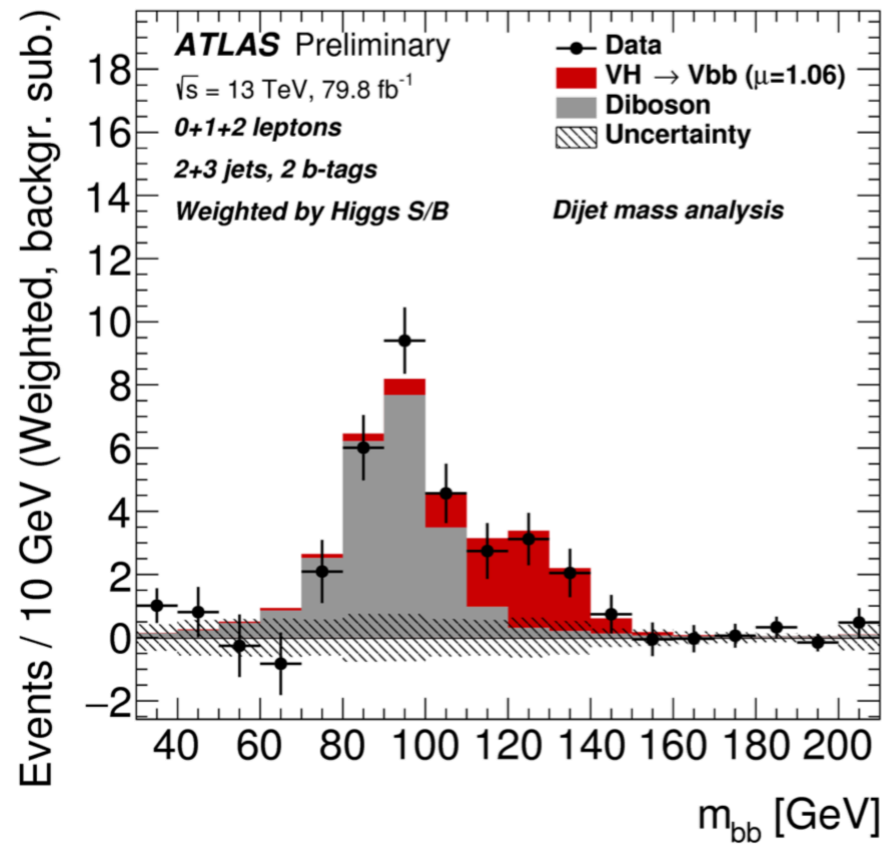 ATLAS Preliminary
√s = 13 TeV, 79.8 fb⁻¹
0+1+2 leptons
2+3 jets, 2 b-tags
Weighted by Higgs S/B
Data
VH → Vbb (μ=1.06)
Diboson
Uncertainty
Dijet mass analysis
Events / 10 GeV (Weighted, backgr. sub.)
18
16
14
12
10
8
6
4
2
0
−2
40 60 80 100 120 140 160 180 200
m_bb [GeV]